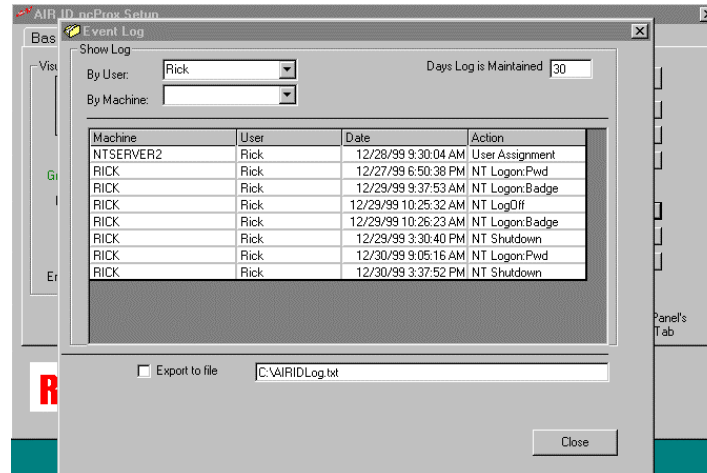 AIR ID pcProx Setup
Bas
Event Log
Show Log
By User: Rick
Days Log is Maintained 30
By Machine:
Machine User Date Action
NTSERVER2 Rick 12/28/99 9:30:04 AM User Assignment
RICK Rick 12/27/99 6:50:38 PM NT Logon:Pwd
RICK Rick 12/29/99 9:37:53 AM NT Logon:Badge
RICK Rick 12/29/99 10:25:32 AM NT LogOff
RICK Rick 12/29/99 10:26:23 AM NT Logon:Badge
RICK Rick 12/29/99 3:30:40 PM NT Shutdown
RICK Rick 12/30/99 9:05:16 AM NT Logon:Pwd
RICK Rick 12/30/99 3:37:52 PM NT Shutdown
Panel's
Tab
Export to file C:\AIRIDLog.txt
Close